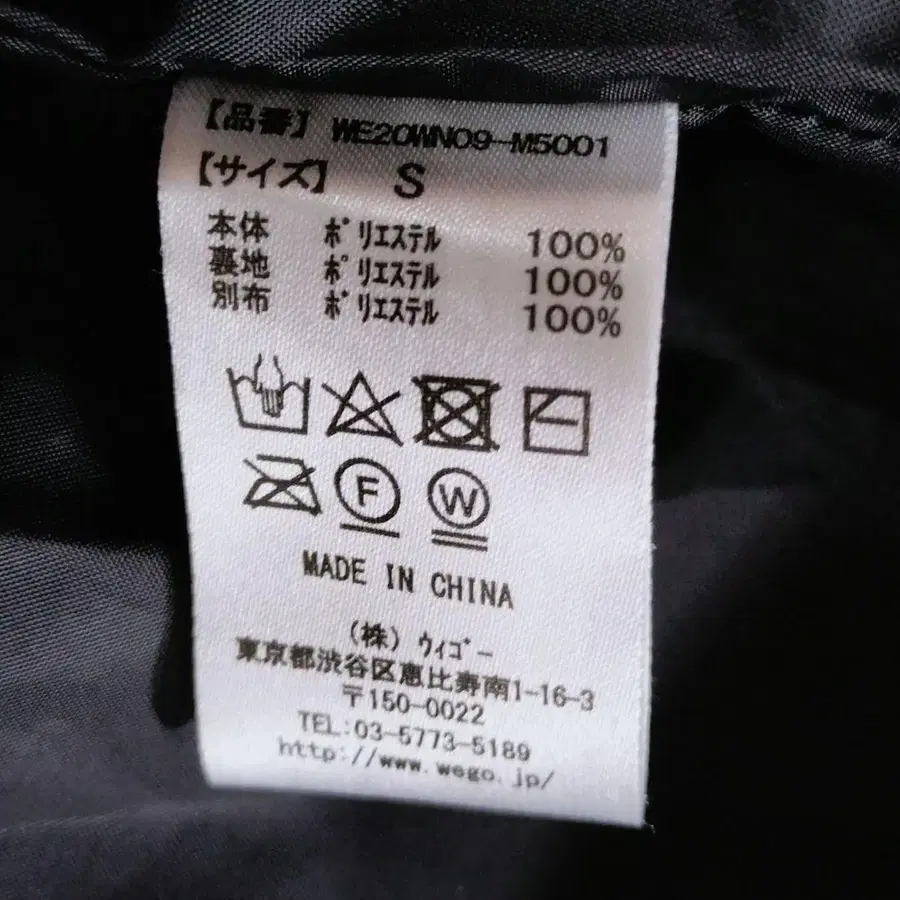 【品番】 WE20WN09-M5001
【サイズ】 S
本体 ポリエステル 100%
裏地 ポリエステル 100%
別布 ポリエステル 100%
F W
MADE IN CHINA
(株) ウィゴー
東京都渋谷区恵比寿南1-16-3
〒150-0022
TEL:03-5773-5189
http://www.wego.jp/